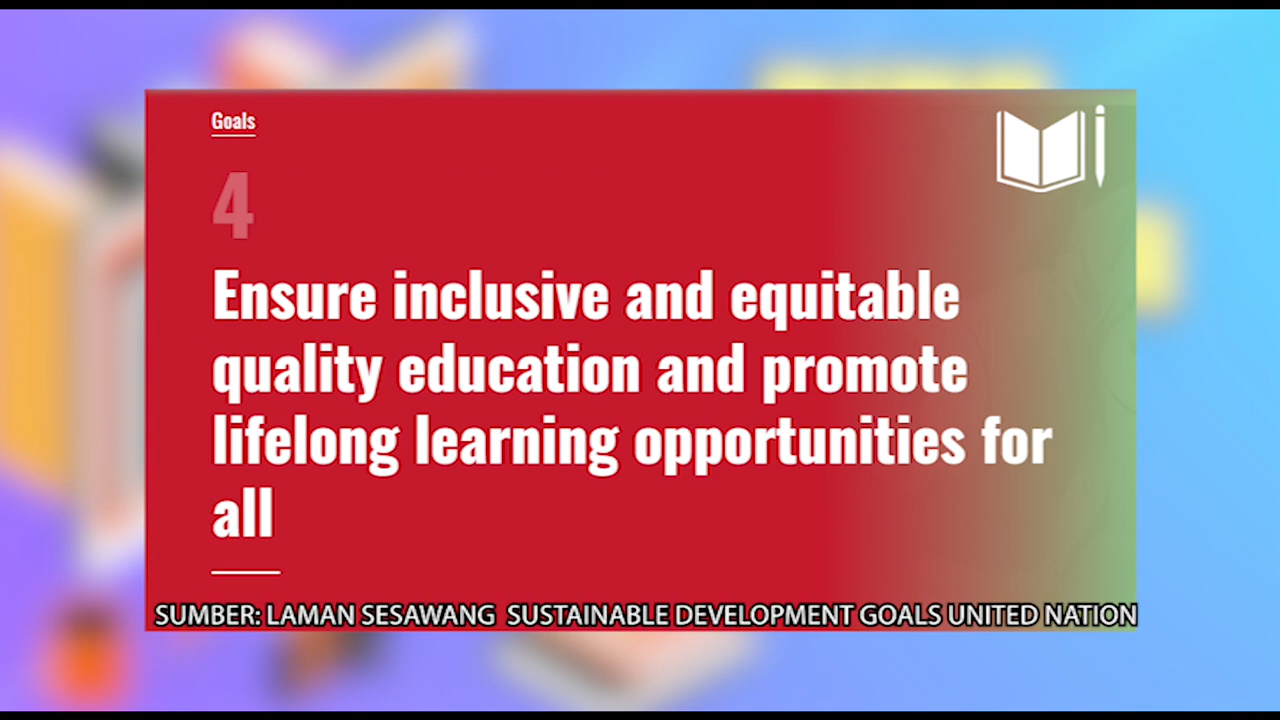 Goals
4
Ensure inclusive and equitable
quality education and promote
lifelong learning opportunities for
all
SUMBER: LAMAN SESAWANG SUSTAINABLE DEVELOPMENT GOALS UNITED NATION